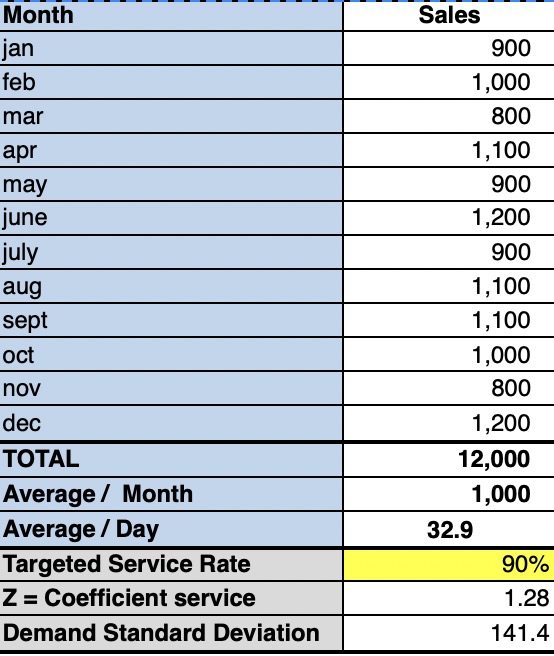 Month Sales
jan 900
feb 1,000
mar 800
apr 1,100
may 900
june 1,200
july 900
aug 1,100
sept 1,100
oct 1,000
nov 800
dec 1,200
TOTAL 12,000
Average / Month 1,000
Average / Day 32.9
Targeted Service Rate 90%
Z = Coefficient service 1.28
Demand Standard Deviation 141.4